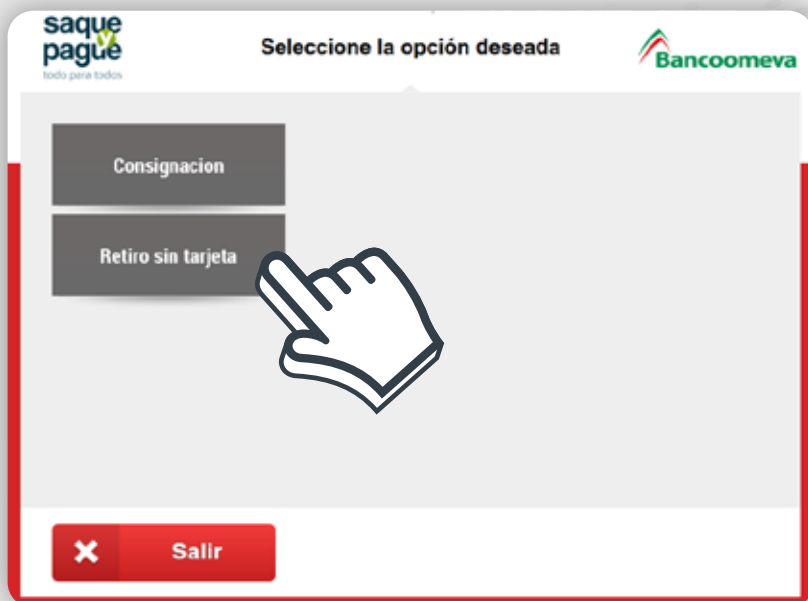 saque
y
pague
todo para todos
Seleccione la opción deseada
Bancoomeva
Consignacion
Retiro sin tarjeta
Salir